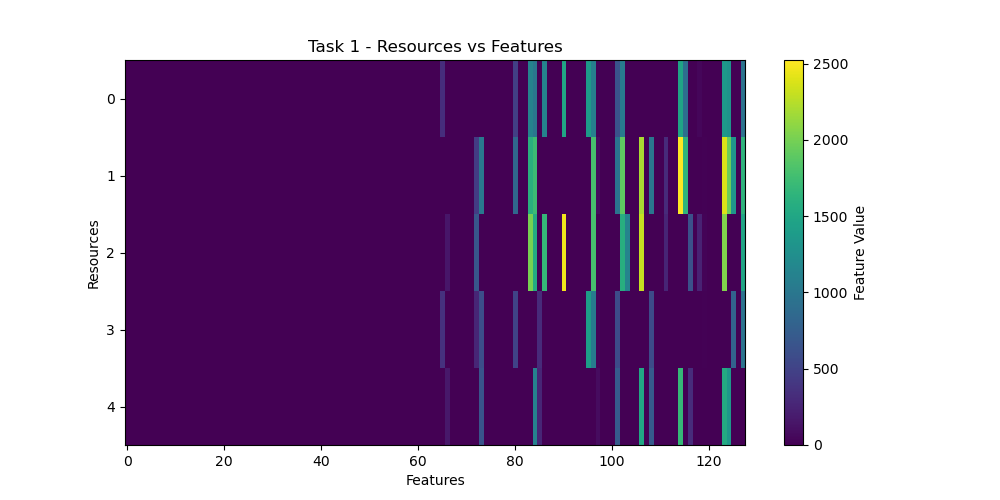 Task 1 - Resources vs Features
Resources
0
1
2
3
4
0 20 40 60 80 100 120
Features
2500
2000
1500
1000
500
0
Feature Value